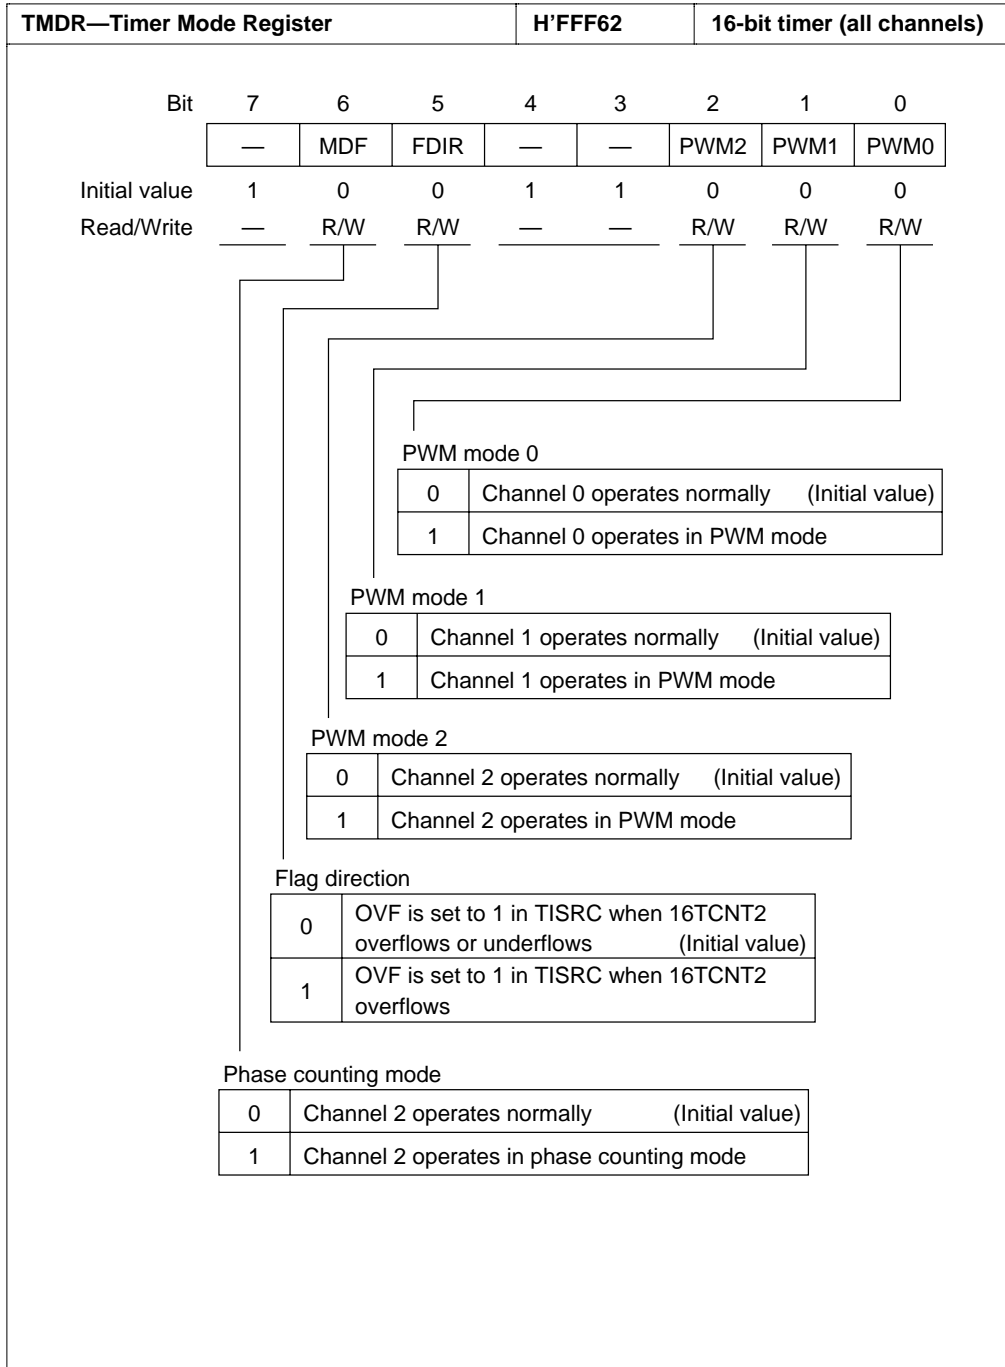 TMDR—Timer Mode Register H'FFF62 16-bit timer (all channels)
Bit 7 6 5 4 3 2 1 0
— MDF FDIR — — PWM2 PWM1 PWM0
Initial value 1 0 0 1 1 0 0 0
Read/Write — R/W R/W — — R/W R/W R/W
PWM mode 0
0 Channel 0 operates normally (Initial value)
1 Channel 0 operates in PWM mode
PWM mode 1
0 Channel 1 operates normally (Initial value)
1 Channel 1 operates in PWM mode
PWM mode 2
0 Channel 2 operates normally (Initial value)
1 Channel 2 operates in PWM mode
Flag direction
0 OVF is set to 1 in TISRC when 16TCNT2
overflows or underflows (Initial value)
1 OVF is set to 1 in TISRC when 16TCNT2
overflows
Phase counting mode
0 Channel 2 operates normally (Initial value)
1 Channel 2 operates in phase counting mode